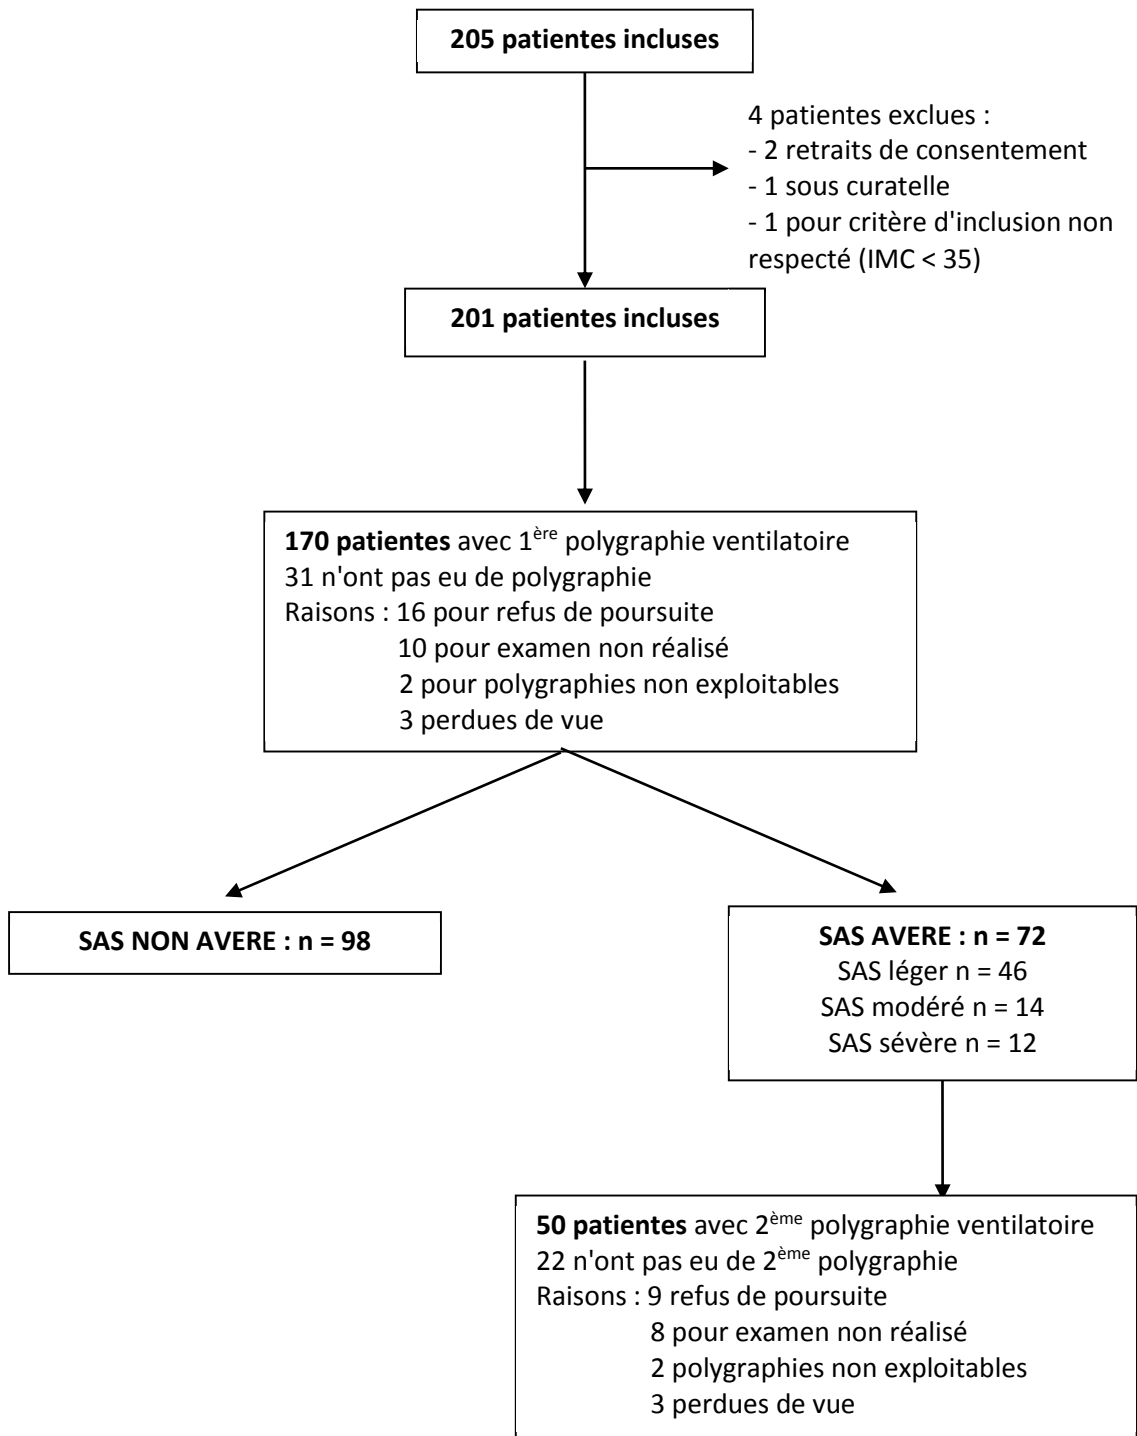 205 patientes incluses
4 patientes exclues :
- 2 retraits de consentement
- 1 sous curatelle
- 1 pour critère d'inclusion non
respecté (IMC < 35)
201 patientes incluses
170 patientes avec 1ère polygraphie ventilatoire
31 n'ont pas eu de polygraphie
Raisons : 16 pour refus de poursuite
10 pour examen non réalisé
2 pour polygraphies non exploitables
3 perdues de vue
SAS NON AVERE : n = 98
SAS AVERE : n = 72
SAS léger n = 46
SAS modéré n = 14
SAS sévère n = 12
50 patientes avec 2ème polygraphie ventilatoire
22 n'ont pas eu de 2ème polygraphie
Raisons : 9 refus de poursuite
8 pour examen non réalisé
2 polygraphies non exploitables
3 perdues de vue